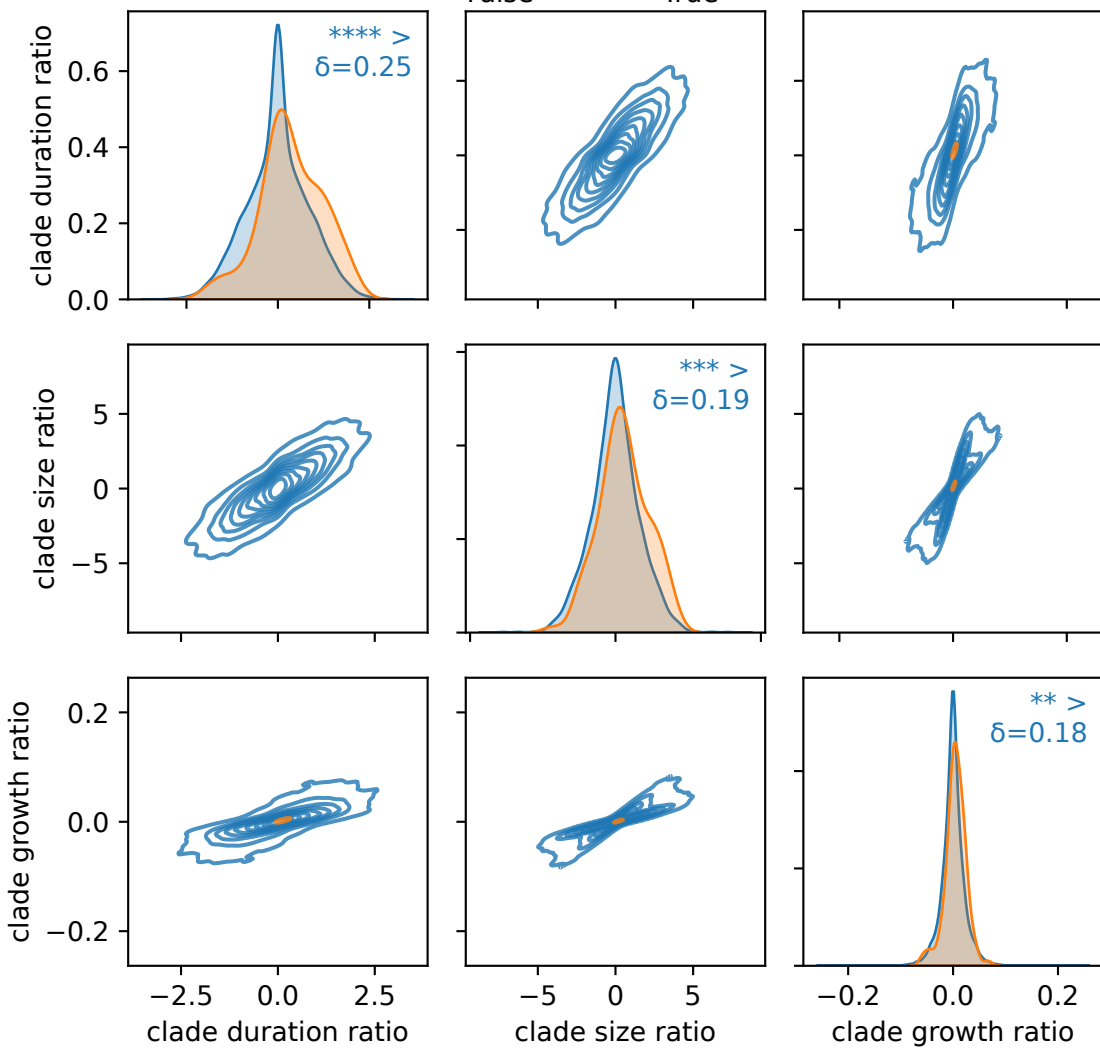 True
**** >
δ=0.25
clade duration ratio
0.6
0.4
0.2
0.0
*** >
δ=0.19
clade size ratio
5
0
−5
** >
δ=0.18
clade growth ratio
0.2
0.0
−0.2
−2.5 0.0 2.5 −5 0 5 −0.2 0.0 0.2
clade duration ratio clade size ratio clade growth ratio